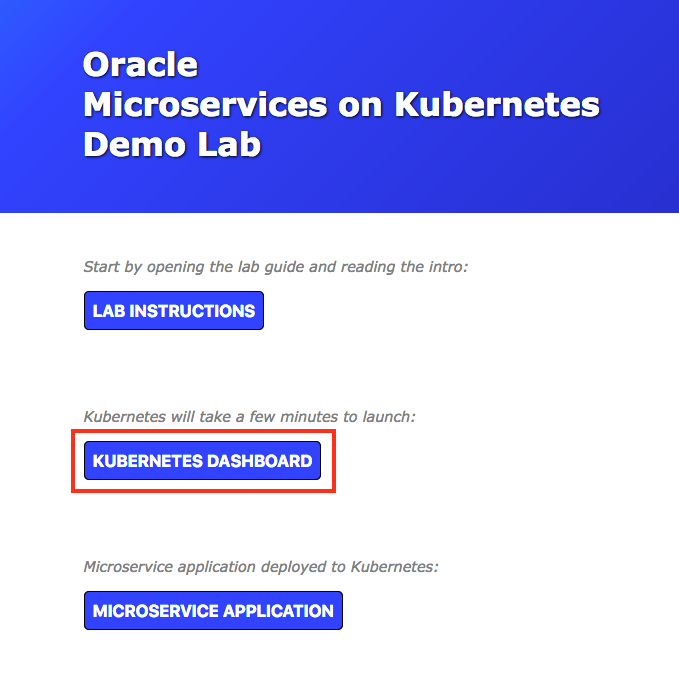 Oracle
Microservices on Kubernetes
Demo Lab
Start by opening the lab guide and reading the intro:
LAB INSTRUCTIONS
Kubernetes will take a few minutes to launch:
KUBERNETES DASHBOARD
Microservice application deployed to Kubernetes:
MICROSERVICE APPLICATION